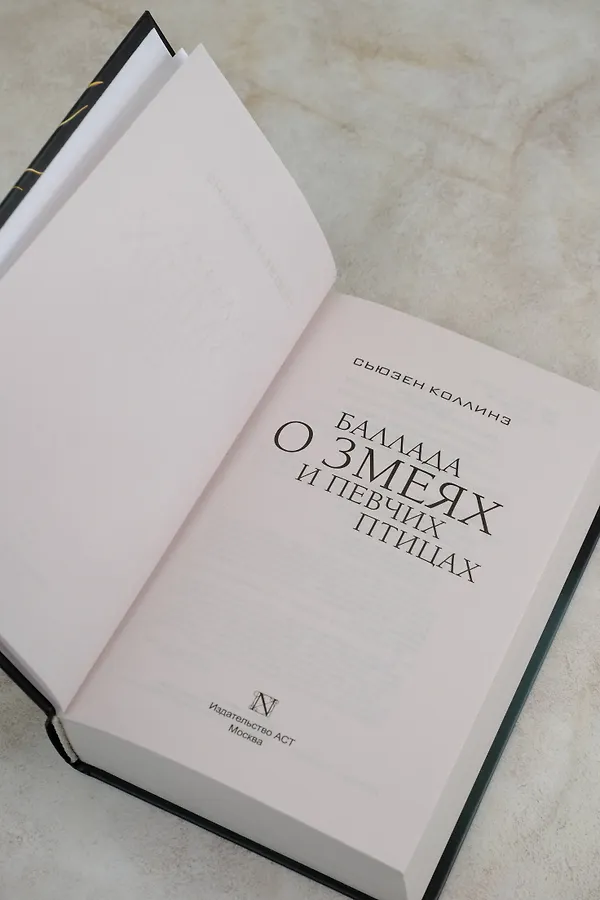 СЬЮЗЕН КОЛЛИНЗ
БАЛЛАДА
О ЗМЕЯХ
И ПЕВЧИХ
ПТИЦАХ
Издательство АСТ
Москва